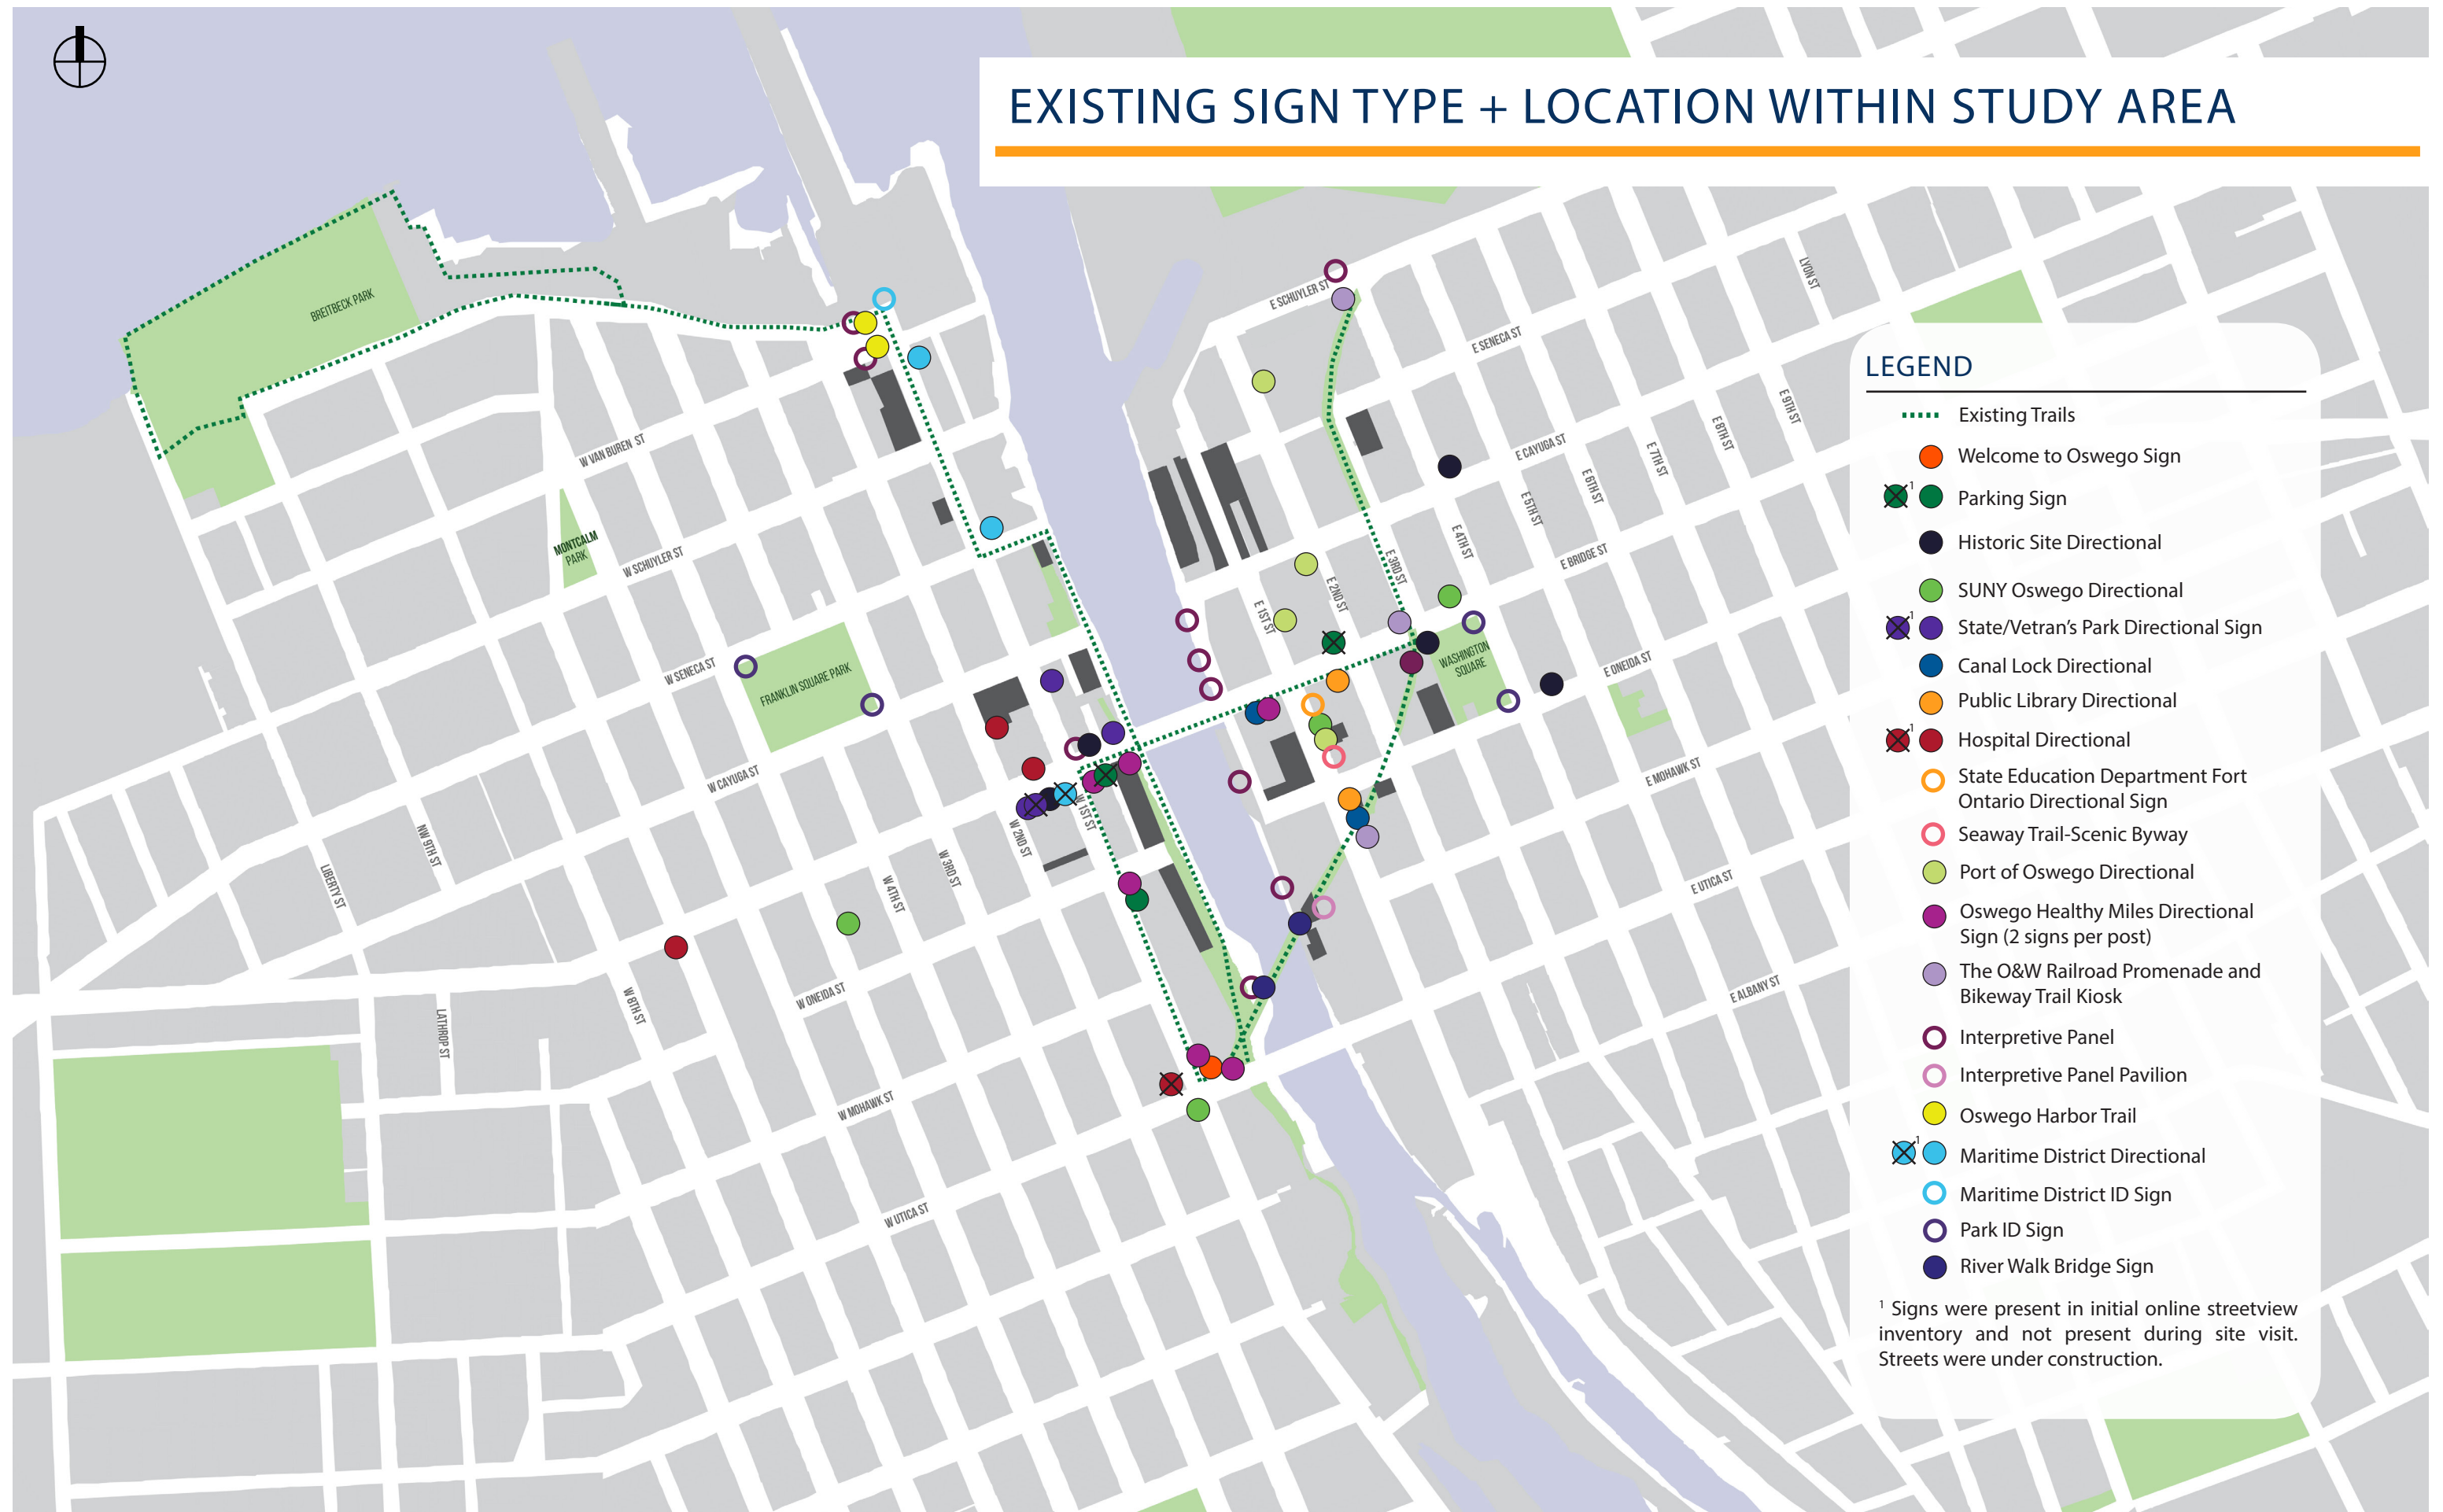 EXISTING SIGN TYPE + LOCATION WITHIN STUDY AREA
BREITBECK PARK
E SCHUYLER ST
LYON ST
E SENECA ST
W VAN BUREN ST
E CAYUGA ST
E 9TH ST
E 8TH ST
E 7TH ST
E 6TH ST
E 5TH ST
E 4TH ST
E 3RD ST
E 2ND ST
E 1ST ST
E BRIDGE ST
MONTCALM
PARK
W SCHUYLER ST
W SENECA ST
FRANKLIN SQUARE PARK
WASHINGTON
SQUARE
E ONEIDA ST
W CAYUGA ST
E MOHAWK ST
W 1ST ST
W 2ND ST
W 3RD ST
W 4TH ST
NW 9TH ST
LIBERTY ST
E UTICA ST
W ONEIDA ST
W 8TH ST
LATHROP ST
E ALBANY ST
W MOHAWK ST
W UTICA ST
LEGEND
Existing Trails
Welcome to Oswego Sign
1 Parking Sign
Historic Site Directional
SUNY Oswego Directional
1 State/Vetran's Park Directional Sign
Canal Lock Directional
Public Library Directional
1 Hospital Directional
State Education Department Fort
Ontario Directional Sign
Seaway Trail-Scenic Byway
Port of Oswego Directional
Oswego Healthy Miles Directional
Sign (2 signs per post)
The O&W Railroad Promenade and
Bikeway Trail Kiosk
Interpretive Panel
Interpretive Panel Pavilion
Oswego Harbor Trail
1 Maritime District Directional
Maritime District ID Sign
Park ID Sign
River Walk Bridge Sign
1 Signs were present in initial online streetview
inventory and not present during site visit.
Streets were under construction.